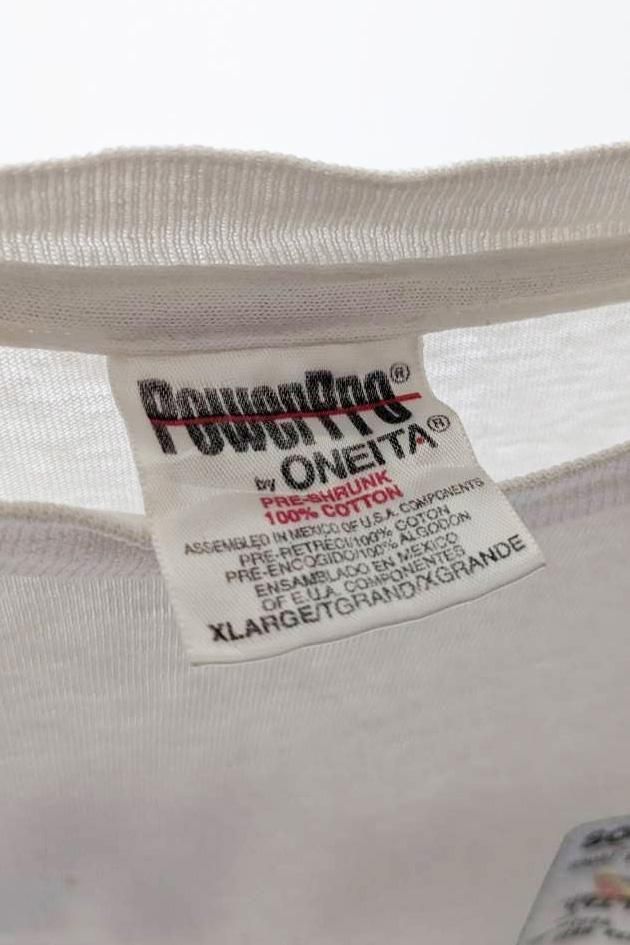 PowerPro®
by ONEITA®
PRE-SHRUNK
100% COTTON
ASSEMBLED IN MEXICO OF U.S.A. COMPONENTS
PRE-RETRECI/100% COTON
PRE-ENCOGIDO/100% ALGODON
ENSAMBLADO EN MEXICO
OF E.U.A. COMPONENTES
XLARGE/TGRAND/XGRANDE